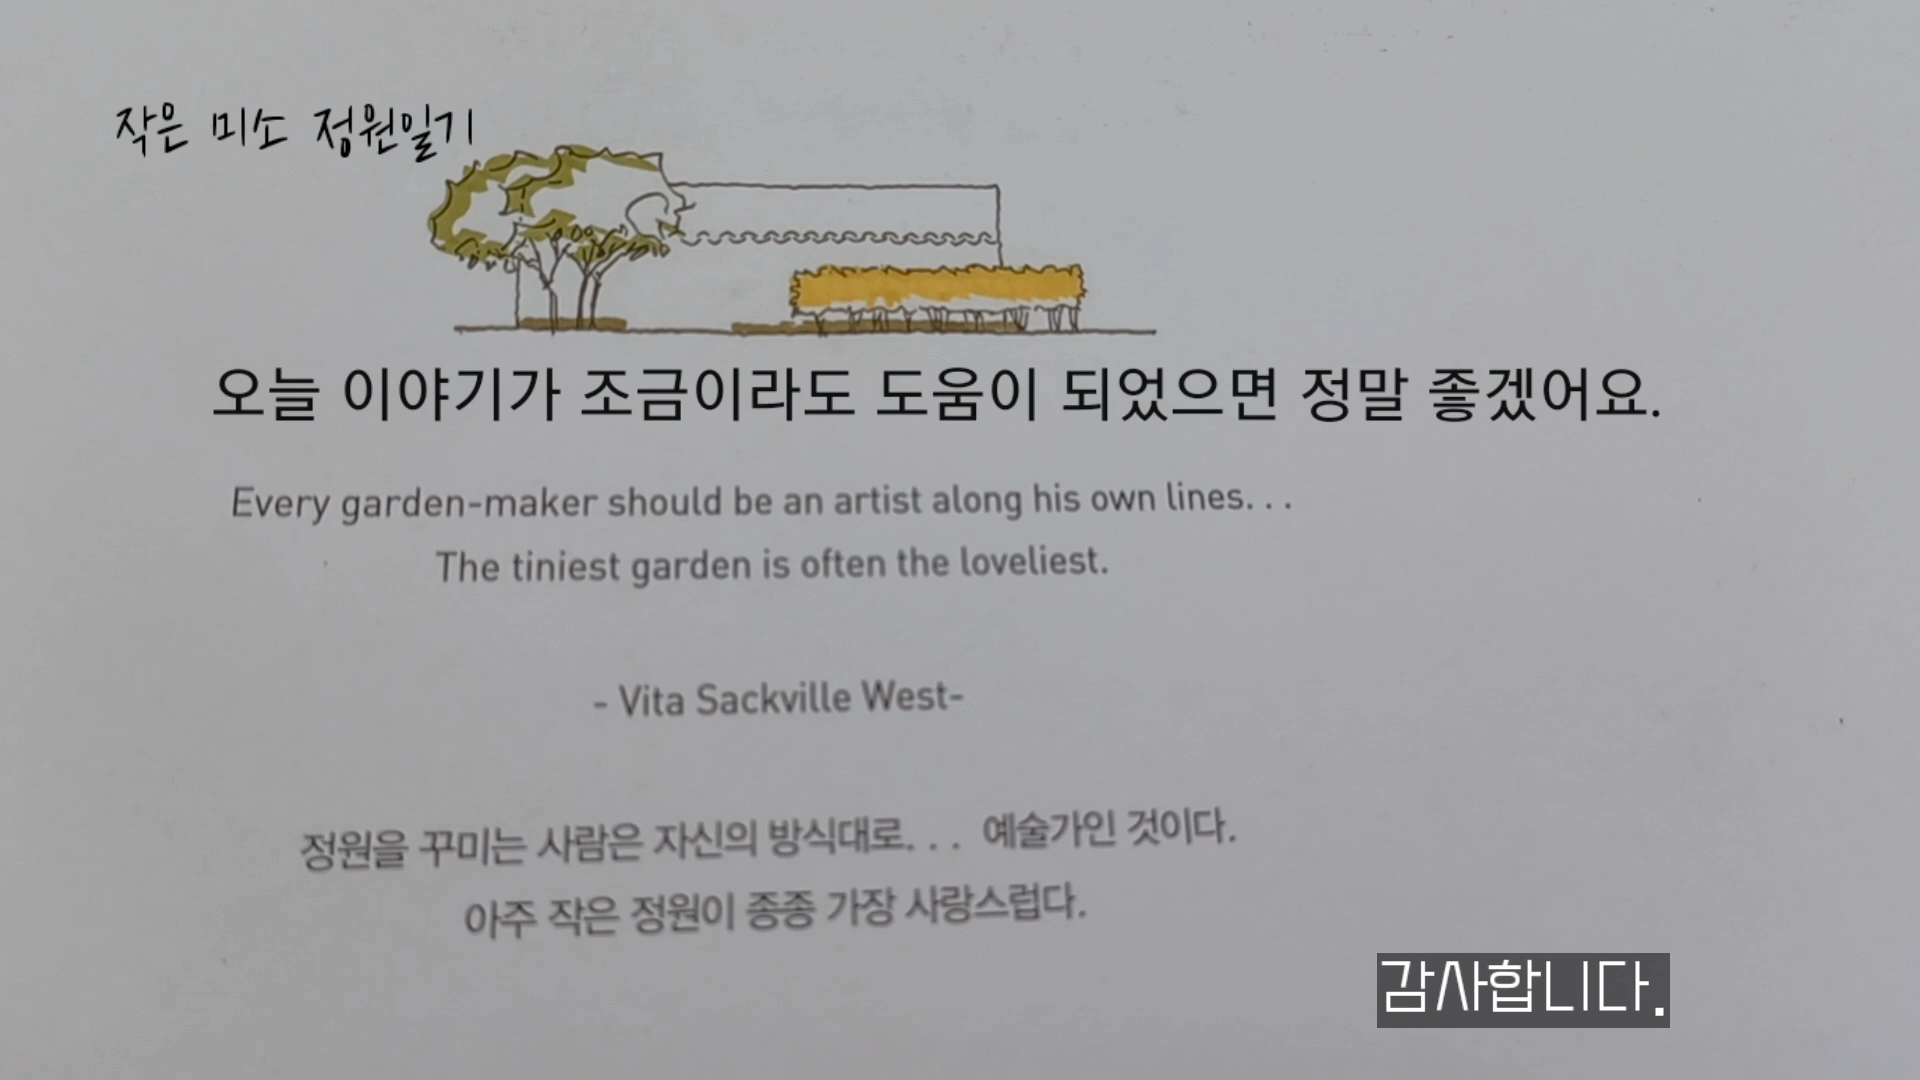 작은 미소 정원일기
오늘 이야기가 조금이라도 도움이 되었으면 정말 좋겠어요.
Every garden-maker should be an artist along his own lines. . .
The tiniest garden is often the loveliest.
- Vita Sackville West-
정원을 꾸미는 사람은 자신의 방식대로. . . 예술가인 것이다.
아주 작은 정원이 종종 가장 사랑스럽다.
감사합니다.